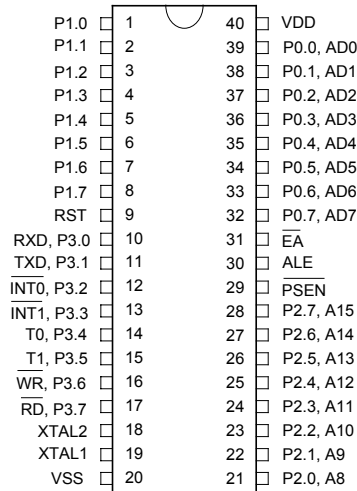 P1.0 1 40 VDD
P1.1 2 39 P0.0, AD0
P1.2 3 38 P0.1, AD1
P1.3 4 37 P0.2, AD2
P1.4 5 36 P0.3, AD3
P1.5 6 35 P0.4, AD4
P1.6 7 34 P0.5, AD5
P1.7 8 33 P0.6, AD6
RST 9 32 P0.7, AD7
RXD, P3.0 10 31 E̅A̅
TXD, P3.1 11 30 ALE
I̅N̅T̅0̅, P3.2 12 29 P̅S̅E̅N̅
I̅N̅T̅1̅, P3.3 13 28 P2.7, A15
T0, P3.4 14 27 P2.6, A14
T1, P3.5 15 26 P2.5, A13
W̅R̅, P3.6 16 25 P2.4, A12
R̅D̅, P3.7 17 24 P2.3, A11
XTAL2 18 23 P2.2, A10
XTAL1 19 22 P2.1, A9
VSS 20 21 P2.0, A8